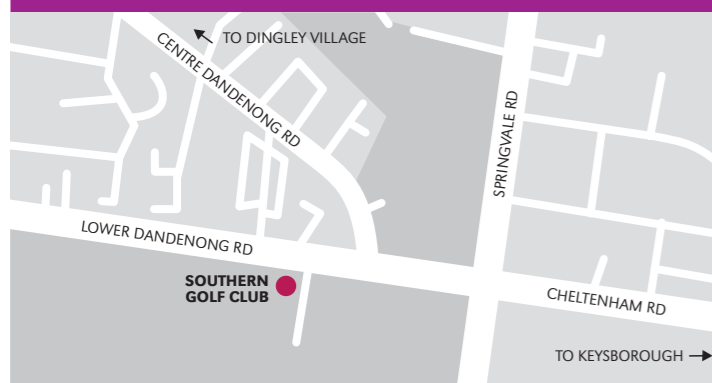 TO DINGLEY VILLAGE
CENTRE DANDENONG RD
SPRINGVALE RD
LOWER DANDENONG RD
SOUTHERN
GOLF CLUB
CHELTENHAM RD
TO KEYSBOROUGH